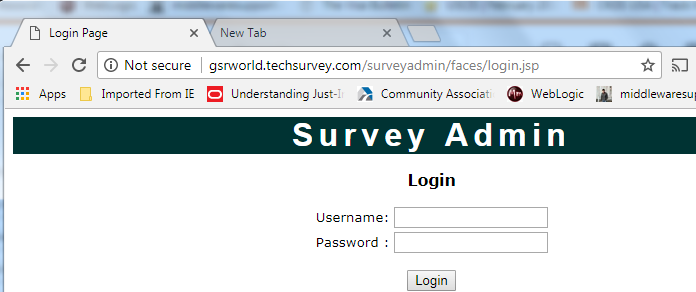 Login Page
New Tab
Not secure gsrworld.techsurvey.com/surveyadmin/faces/login.jsp
Apps Imported From IE Understanding Just-I Community Associati WebLogic middlewaresup
Survey Admin
Login
Username:
Password :
Login